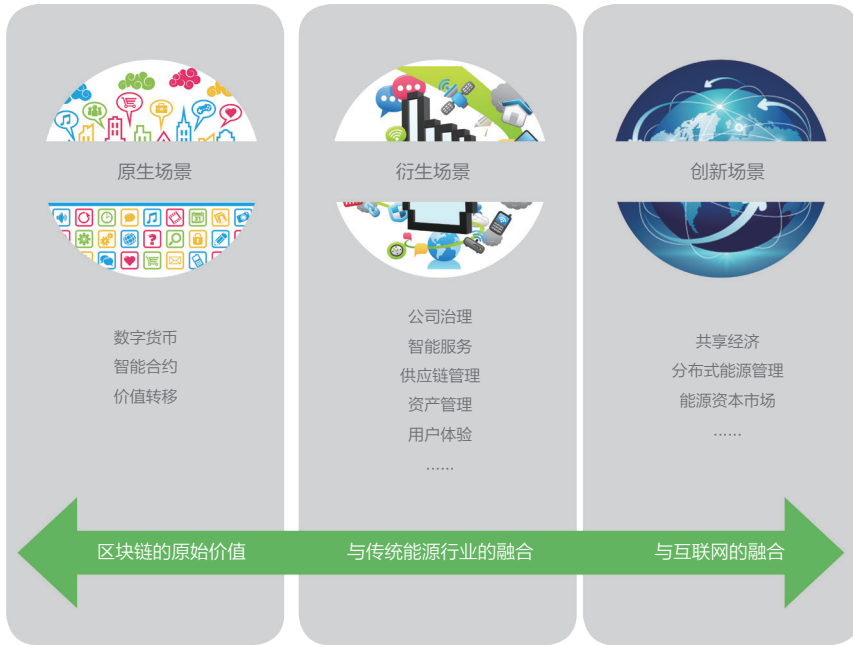 原生场景
数字货币
智能合约
价值转移
衍生场景
公司治理
智能服务
供应链管理
资产管理
用户体验
......
创新场景
共享经济
分布式能源管理
能源资本市场
......
区块链的原始价值
与传统能源行业的融合
与互联网的融合